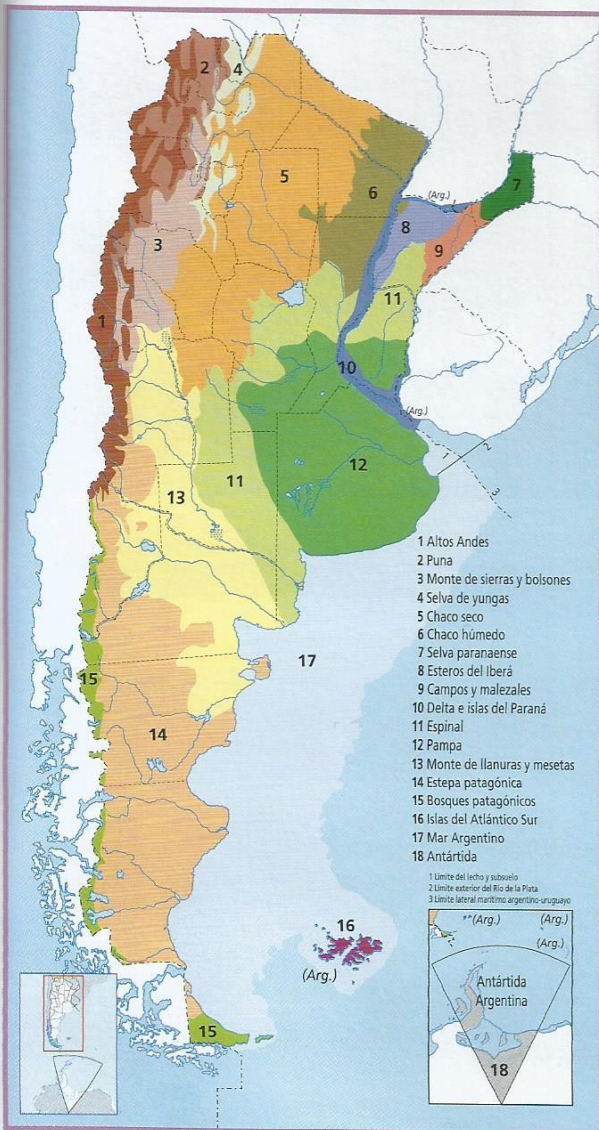 2
4
5
6
(Arg.)
7
8
3
9
11
1
10
(Arg.)
1
2
12
3
11
13
1 Altos Andes
2 Puna
3 Monte de sierras y bolsones
4 Selva de yungas
5 Chaco seco
6 Chaco húmedo
7 Selva paranaense
8 Esteros del Iberá
9 Campos y malezales
10 Delta e islas del Paraná
11 Espinal
12 Pampa
13 Monte de llanuras y mesetas
14 Estepa patagónica
15 Bosques patagónicos
16 Islas del Atlántico Sur
17 Mar Argentino
18 Antártida
1 Límite del lecho y subsuelo
2 Límite exterior del Río de la Plata
3 Límite lateral marítimo argentino-uruguayo
17
15
14
16
(Arg.)
15
(Arg.)
(Arg.)
(Arg.)
Antártida
Argentina
18